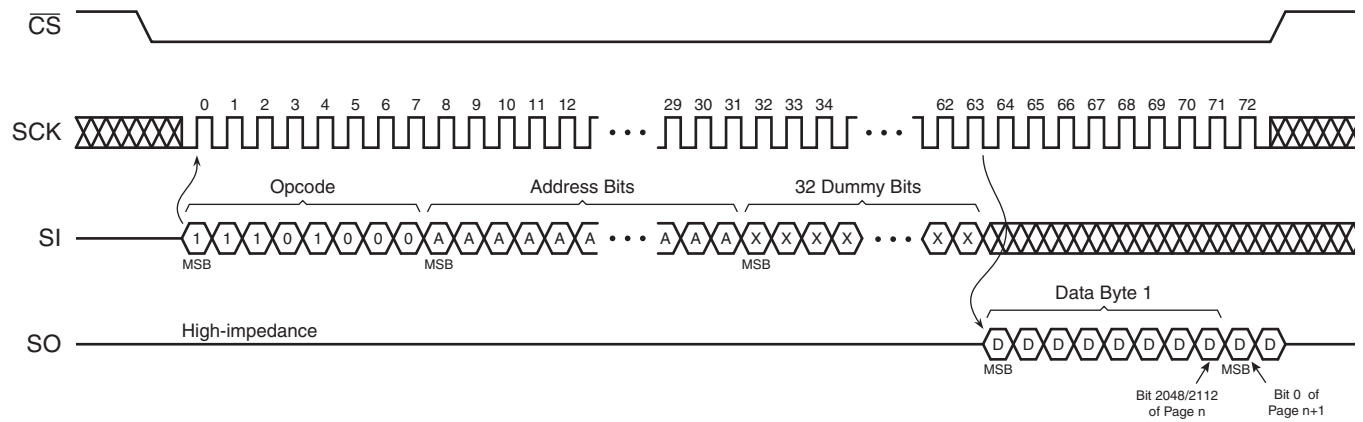 CS
0 1 2 3 4 5 6 7 8 9 10 11 12 29 30 31 32 33 34 62 63 64 65 66 67 68 69 70 71 72
SCK
Opcode Address Bits 32 Dummy Bits
SI 1 1 1 0 1 0 0 0 A A A A A A A A A X X X X X X
MSB MSB MSB
Data Byte 1
High-impedance
SO D D D D D D D D D D
MSB MSB
Bit 2048/2112
of Page n
Bit 0 of
Page n+1